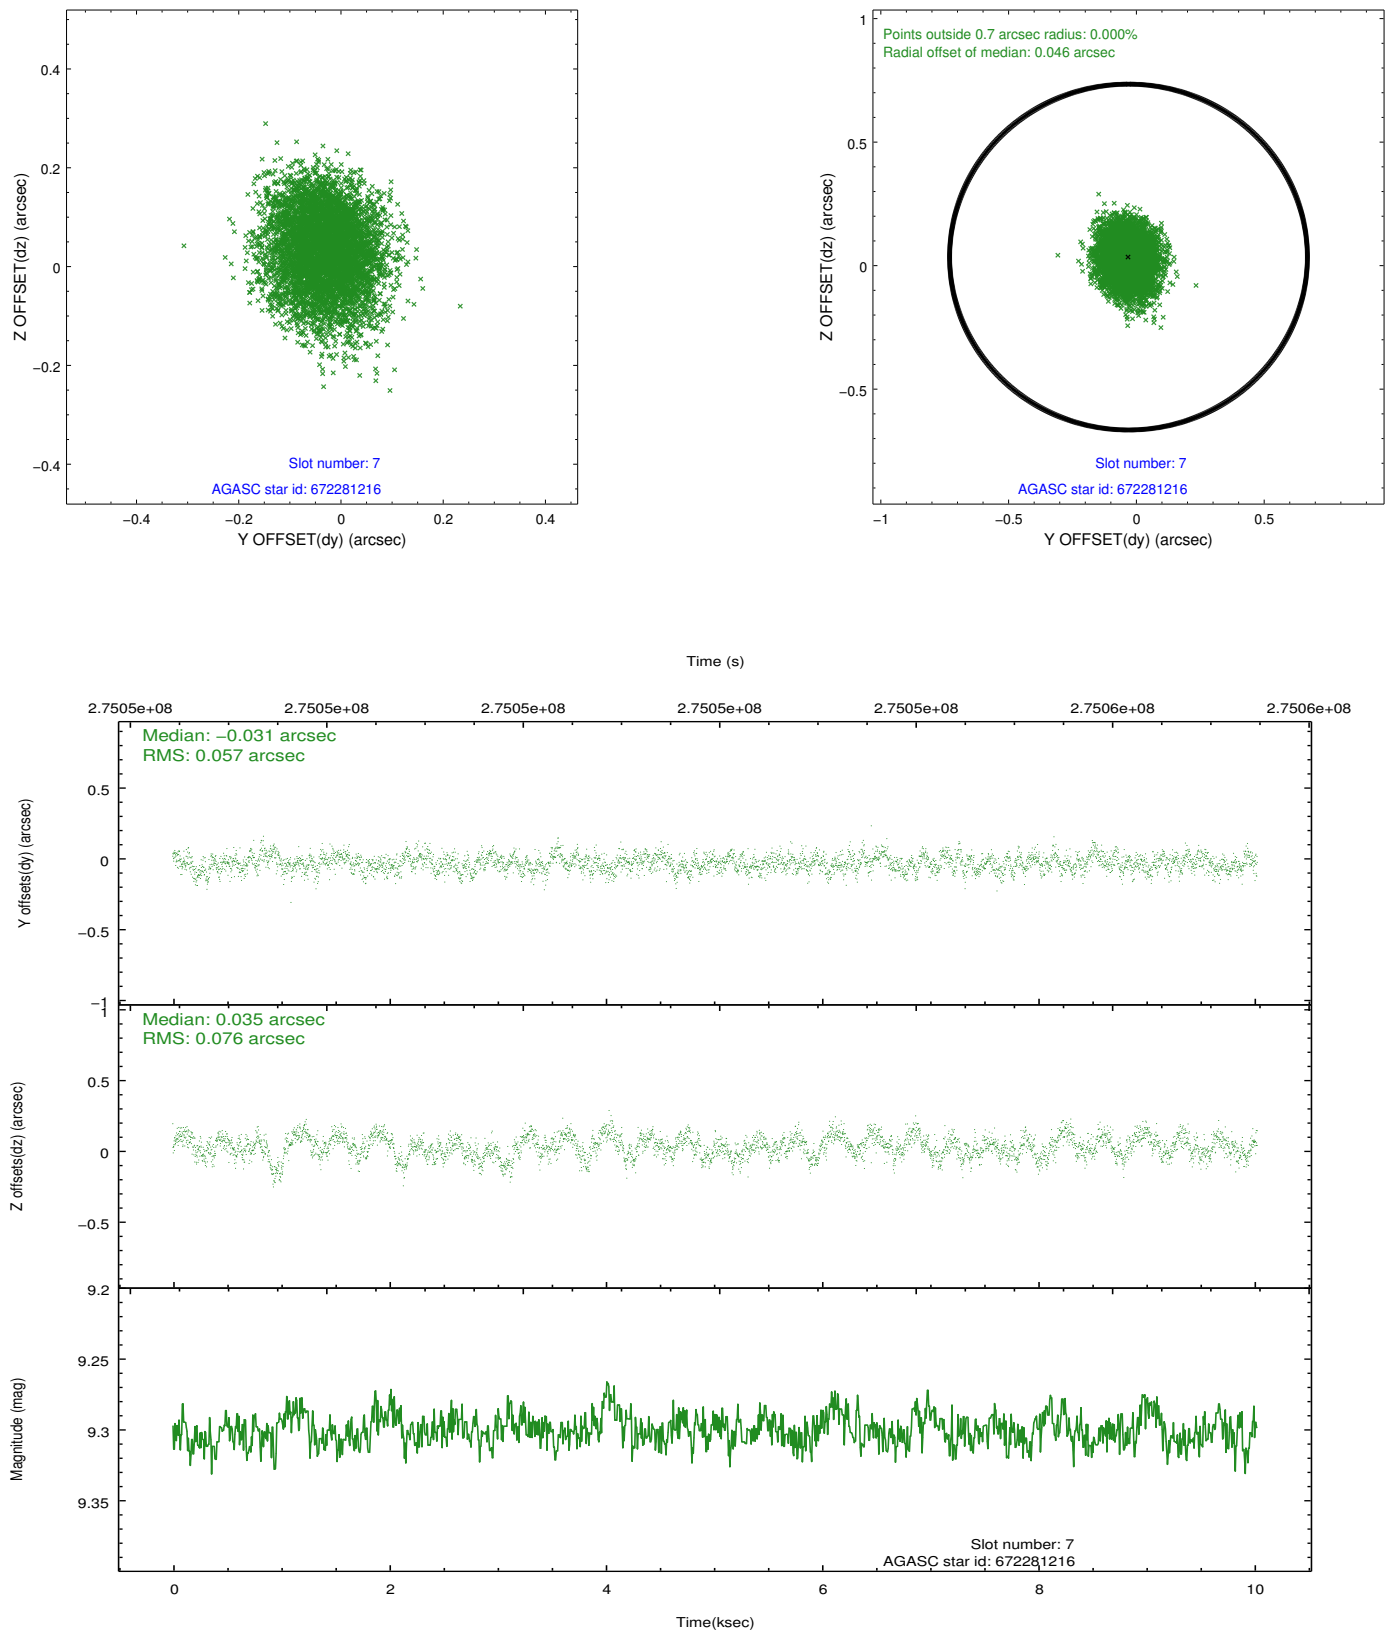 0.4
0.2
0
−0.2
−0.4
Z OFFSET(dz) (arcsec)
Slot number: 7
AGASC star id: 672281216
−0.4 −0.2 0 0.2 0.4
Y OFFSET(dy) (arcsec)
Points outside 0.7 arcsec radius: 0.000%
Radial offset of median: 0.046 arcsec
1
0.5
0
−0.5
Z OFFSET(dz) (arcsec)
Slot number: 7
AGASC star id: 672281216
−1 −0.5 0 0.5
Y OFFSET(dy) (arcsec)
Time (s)
2.7505e+08 2.7505e+08 2.7505e+08 2.7505e+08 2.7505e+08 2.7506e+08 2.7506e+08
Median: −0.031 arcsec
RMS: 0.057 arcsec
0.5
0
−0.5
−1
Y offsets(dy) (arcsec)
Median: 0.035 arcsec
RMS: 0.076 arcsec
1
0.5
0
−0.5
Z offsets(dz) (arcsec)
9.2
9.25
9.3
9.35
Magnitude (mag)
Slot number: 7
AGASC star id: 672281216
0 2 4 6 8 10
Time(ksec)